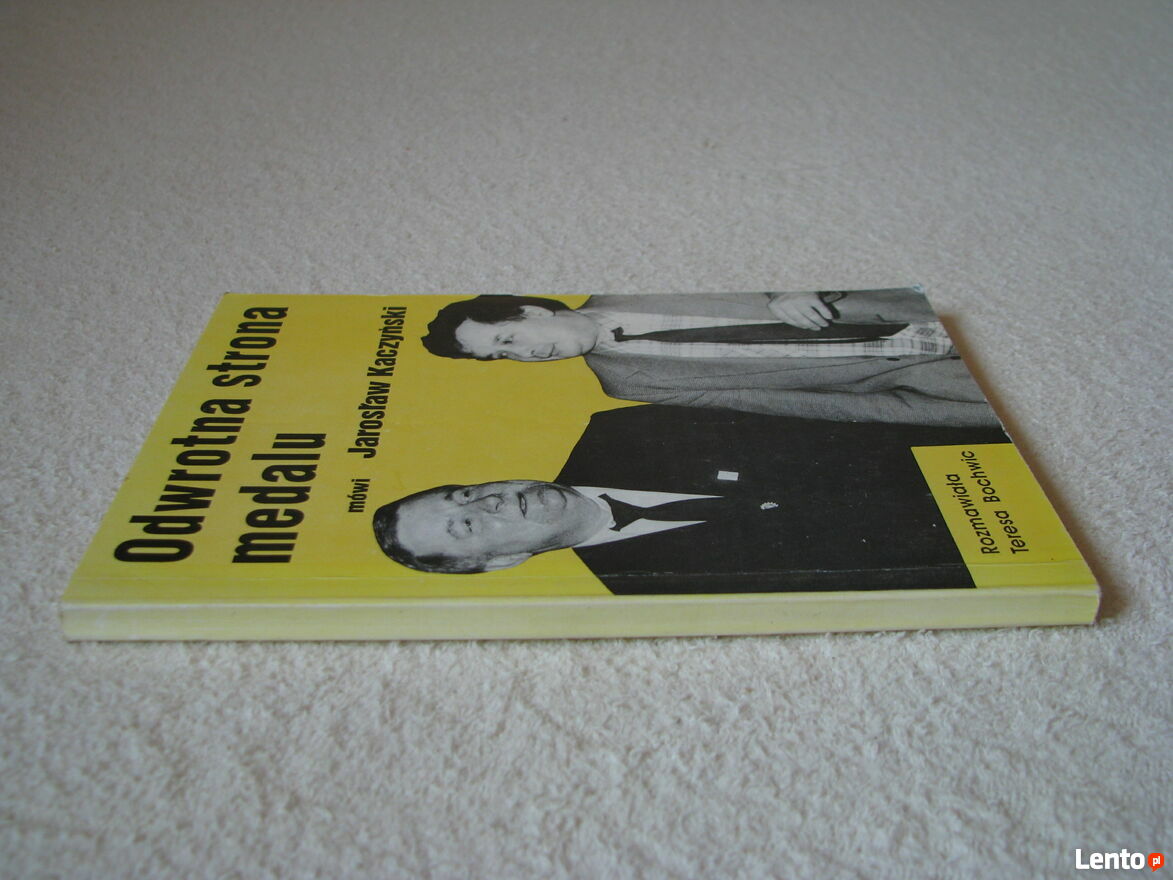 Odwrotna strona
medalu
mówi Jarosław Kaczyński
Rozmawiała
Teresa Bochwic
Lento.pl